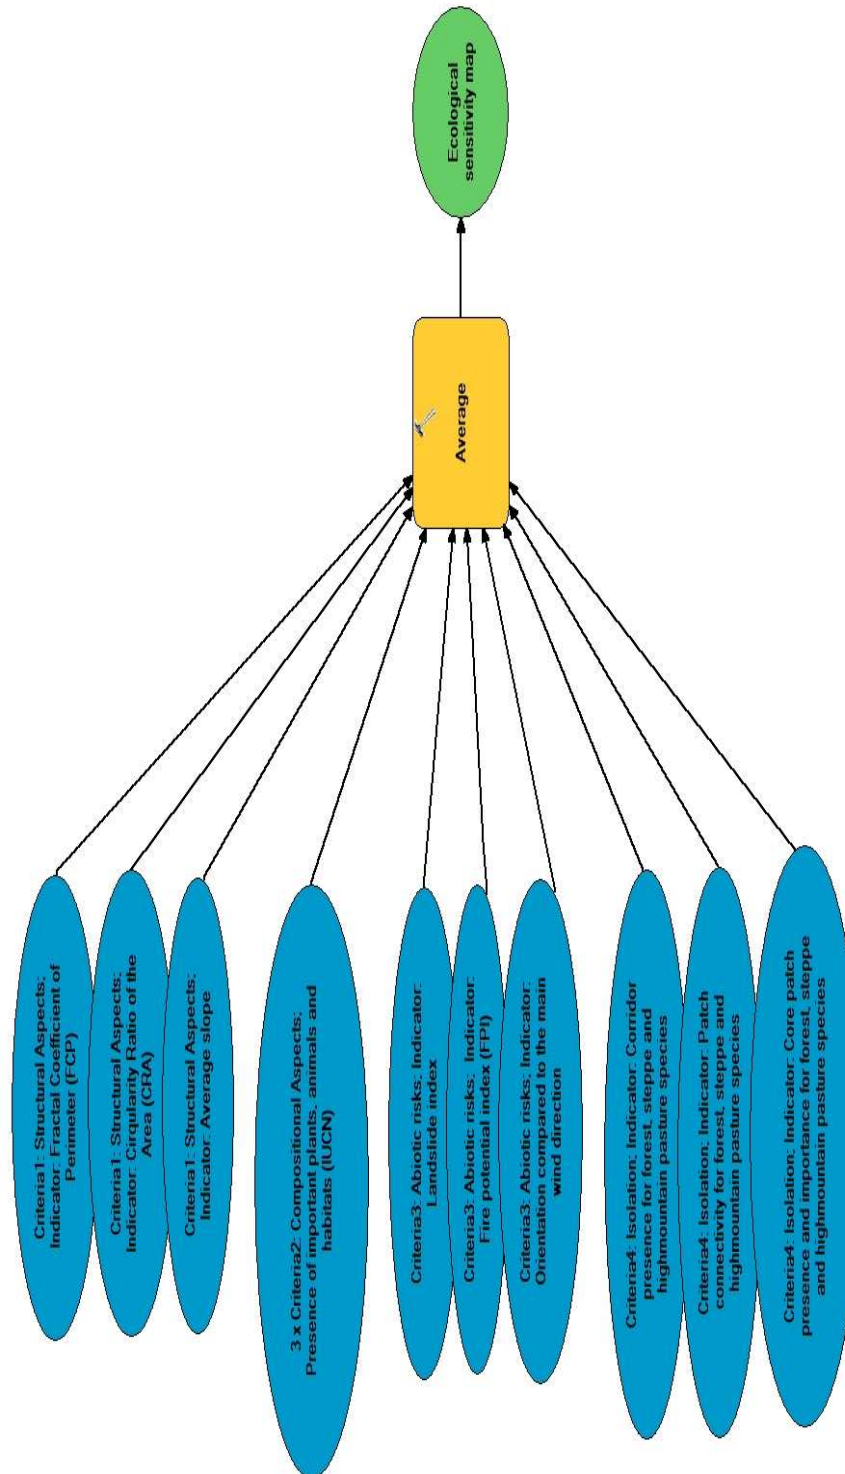 Criteria1: Structural Aspects;
Indicator: Fractal Coefficient of
Perimeter (FCP)
Criteria1: Structural Aspects;
Indicator: Cirqularity Ratio of the
Area (CRA)
Criteria1: Structural Aspects;
Indicator: Average slope
3 x Criteria2: Compositional Aspects;
Presence of important plants, animals and
habitats (IUCN)
Criteria3: Abiotic risks; Indicator:
Landslide index
Criteria3: Abiotic risks; Indicator:
Fire potential index (FPI)
Criteria3: Abiotic risks; Indicator:
Orientation compared to the main
wind direction
Criteria4: Isolation; Indicator: Corridor
presence for forest, steppe and
highmountain pasture species
Criteria4: Isolation: Indicator: Patch
connectivity for forest, steppe and
highmountain pasture species
Criteria4: Isolation; Indicator: Core patch
presence and importance for forest, steppe
and highmountain pasture species
Average
Ecological
sensitivity map